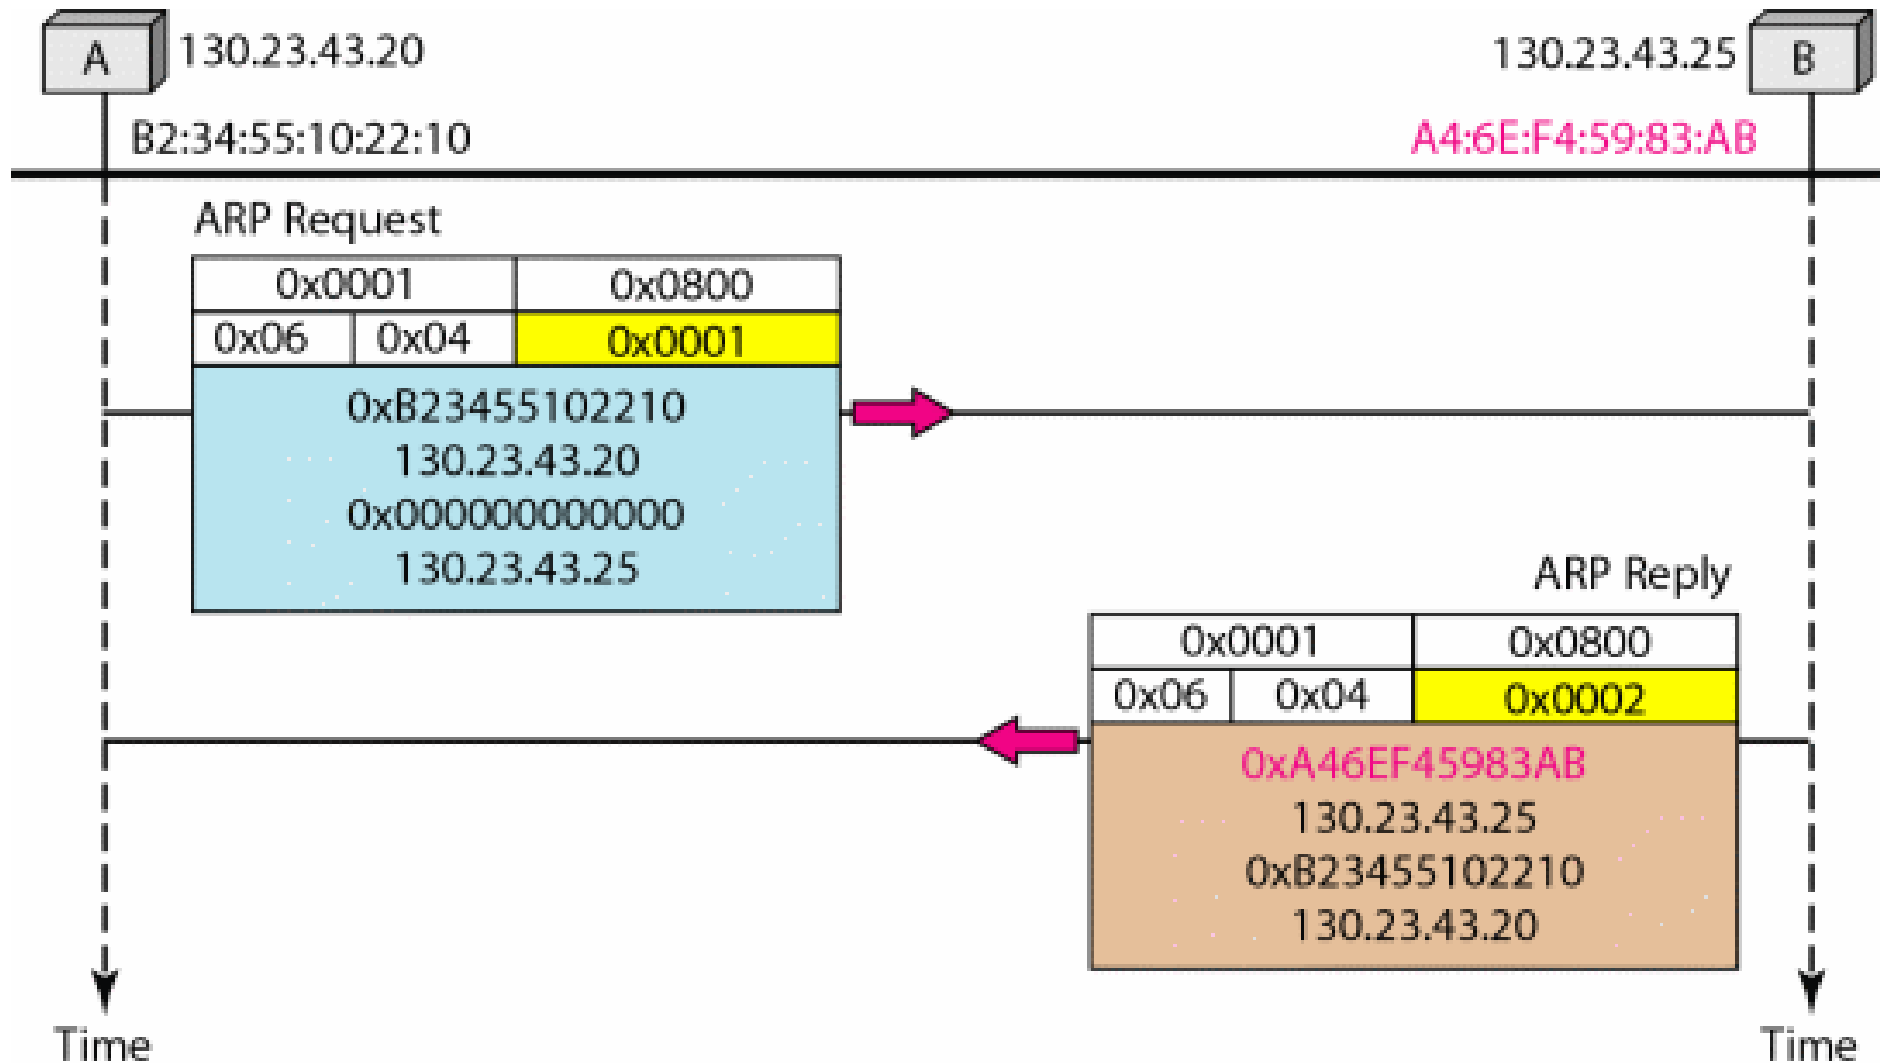 A 130.23.43.20 130.23.43.25 B
B2:34:55:10:22:10 A4:6E:F4:59:83:AB
ARP Request
0x0001 0x0800
0x06 0x04 0x0001
0xB23455102210
130.23.43.20
0x000000000000
130.23.43.25
ARP Reply
0x0001 0x0800
0x06 0x04 0x0002
0xA46EF45983AB
130.23.43.25
0xB23455102210
130.23.43.20
Time Time